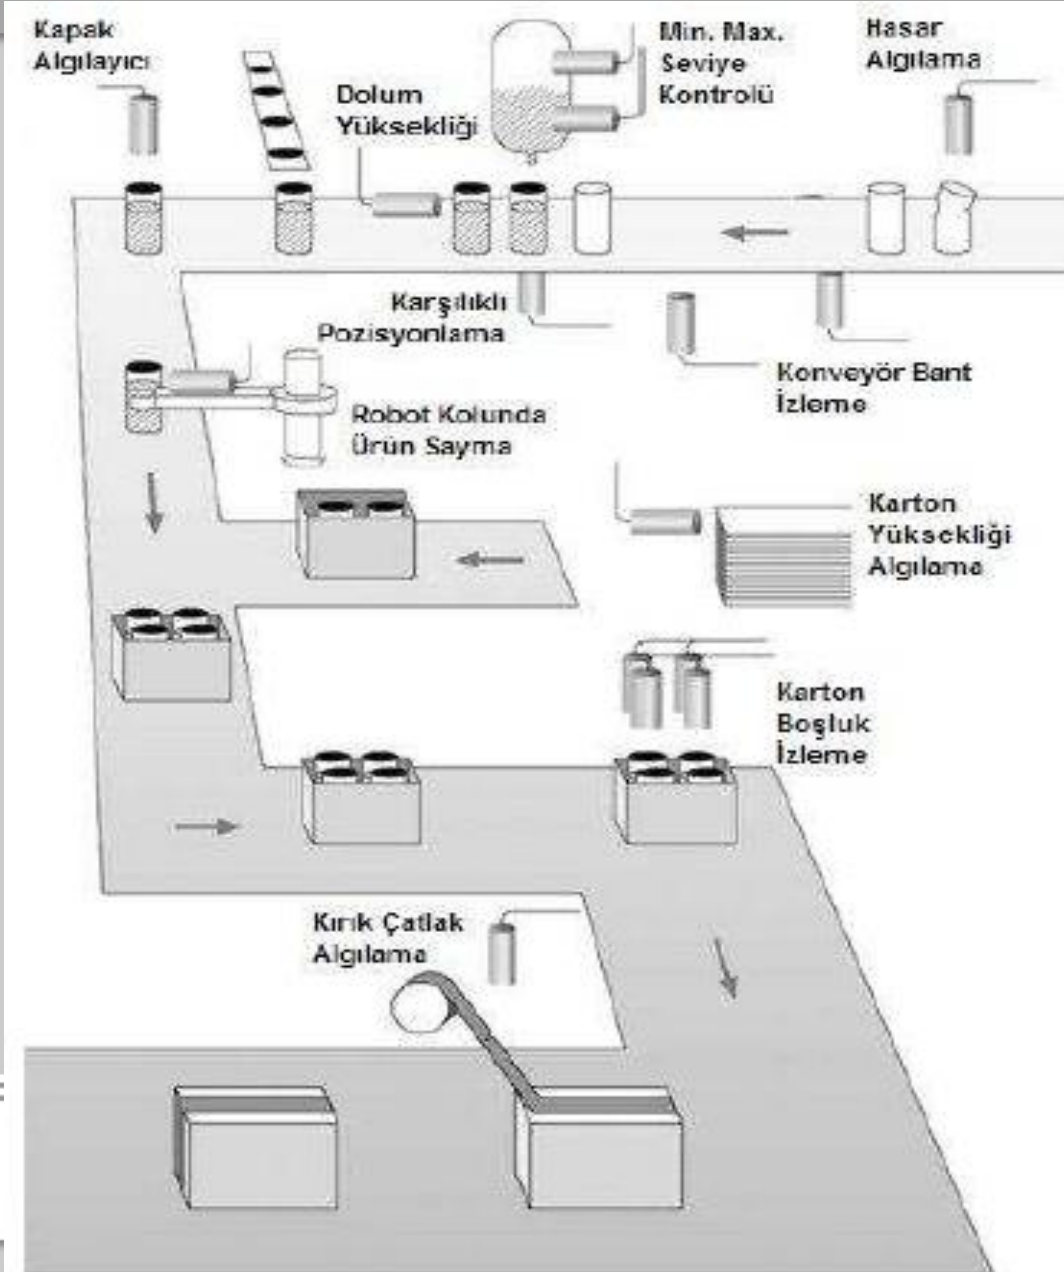 Kapak
Algılayıcı
Dolum
Yüksekliği
Min. Max.
Seviye
Kontrolü
Hasar
Algılama
Karşılıklı
Pozisyonlama
Konveyör Bant
İzleme
Robot Kolunda
Ürün Sayma
Karton
Yüksekliği
Algılama
Karton
Boşluk
İzleme
Kırık Çatlak
Algılama